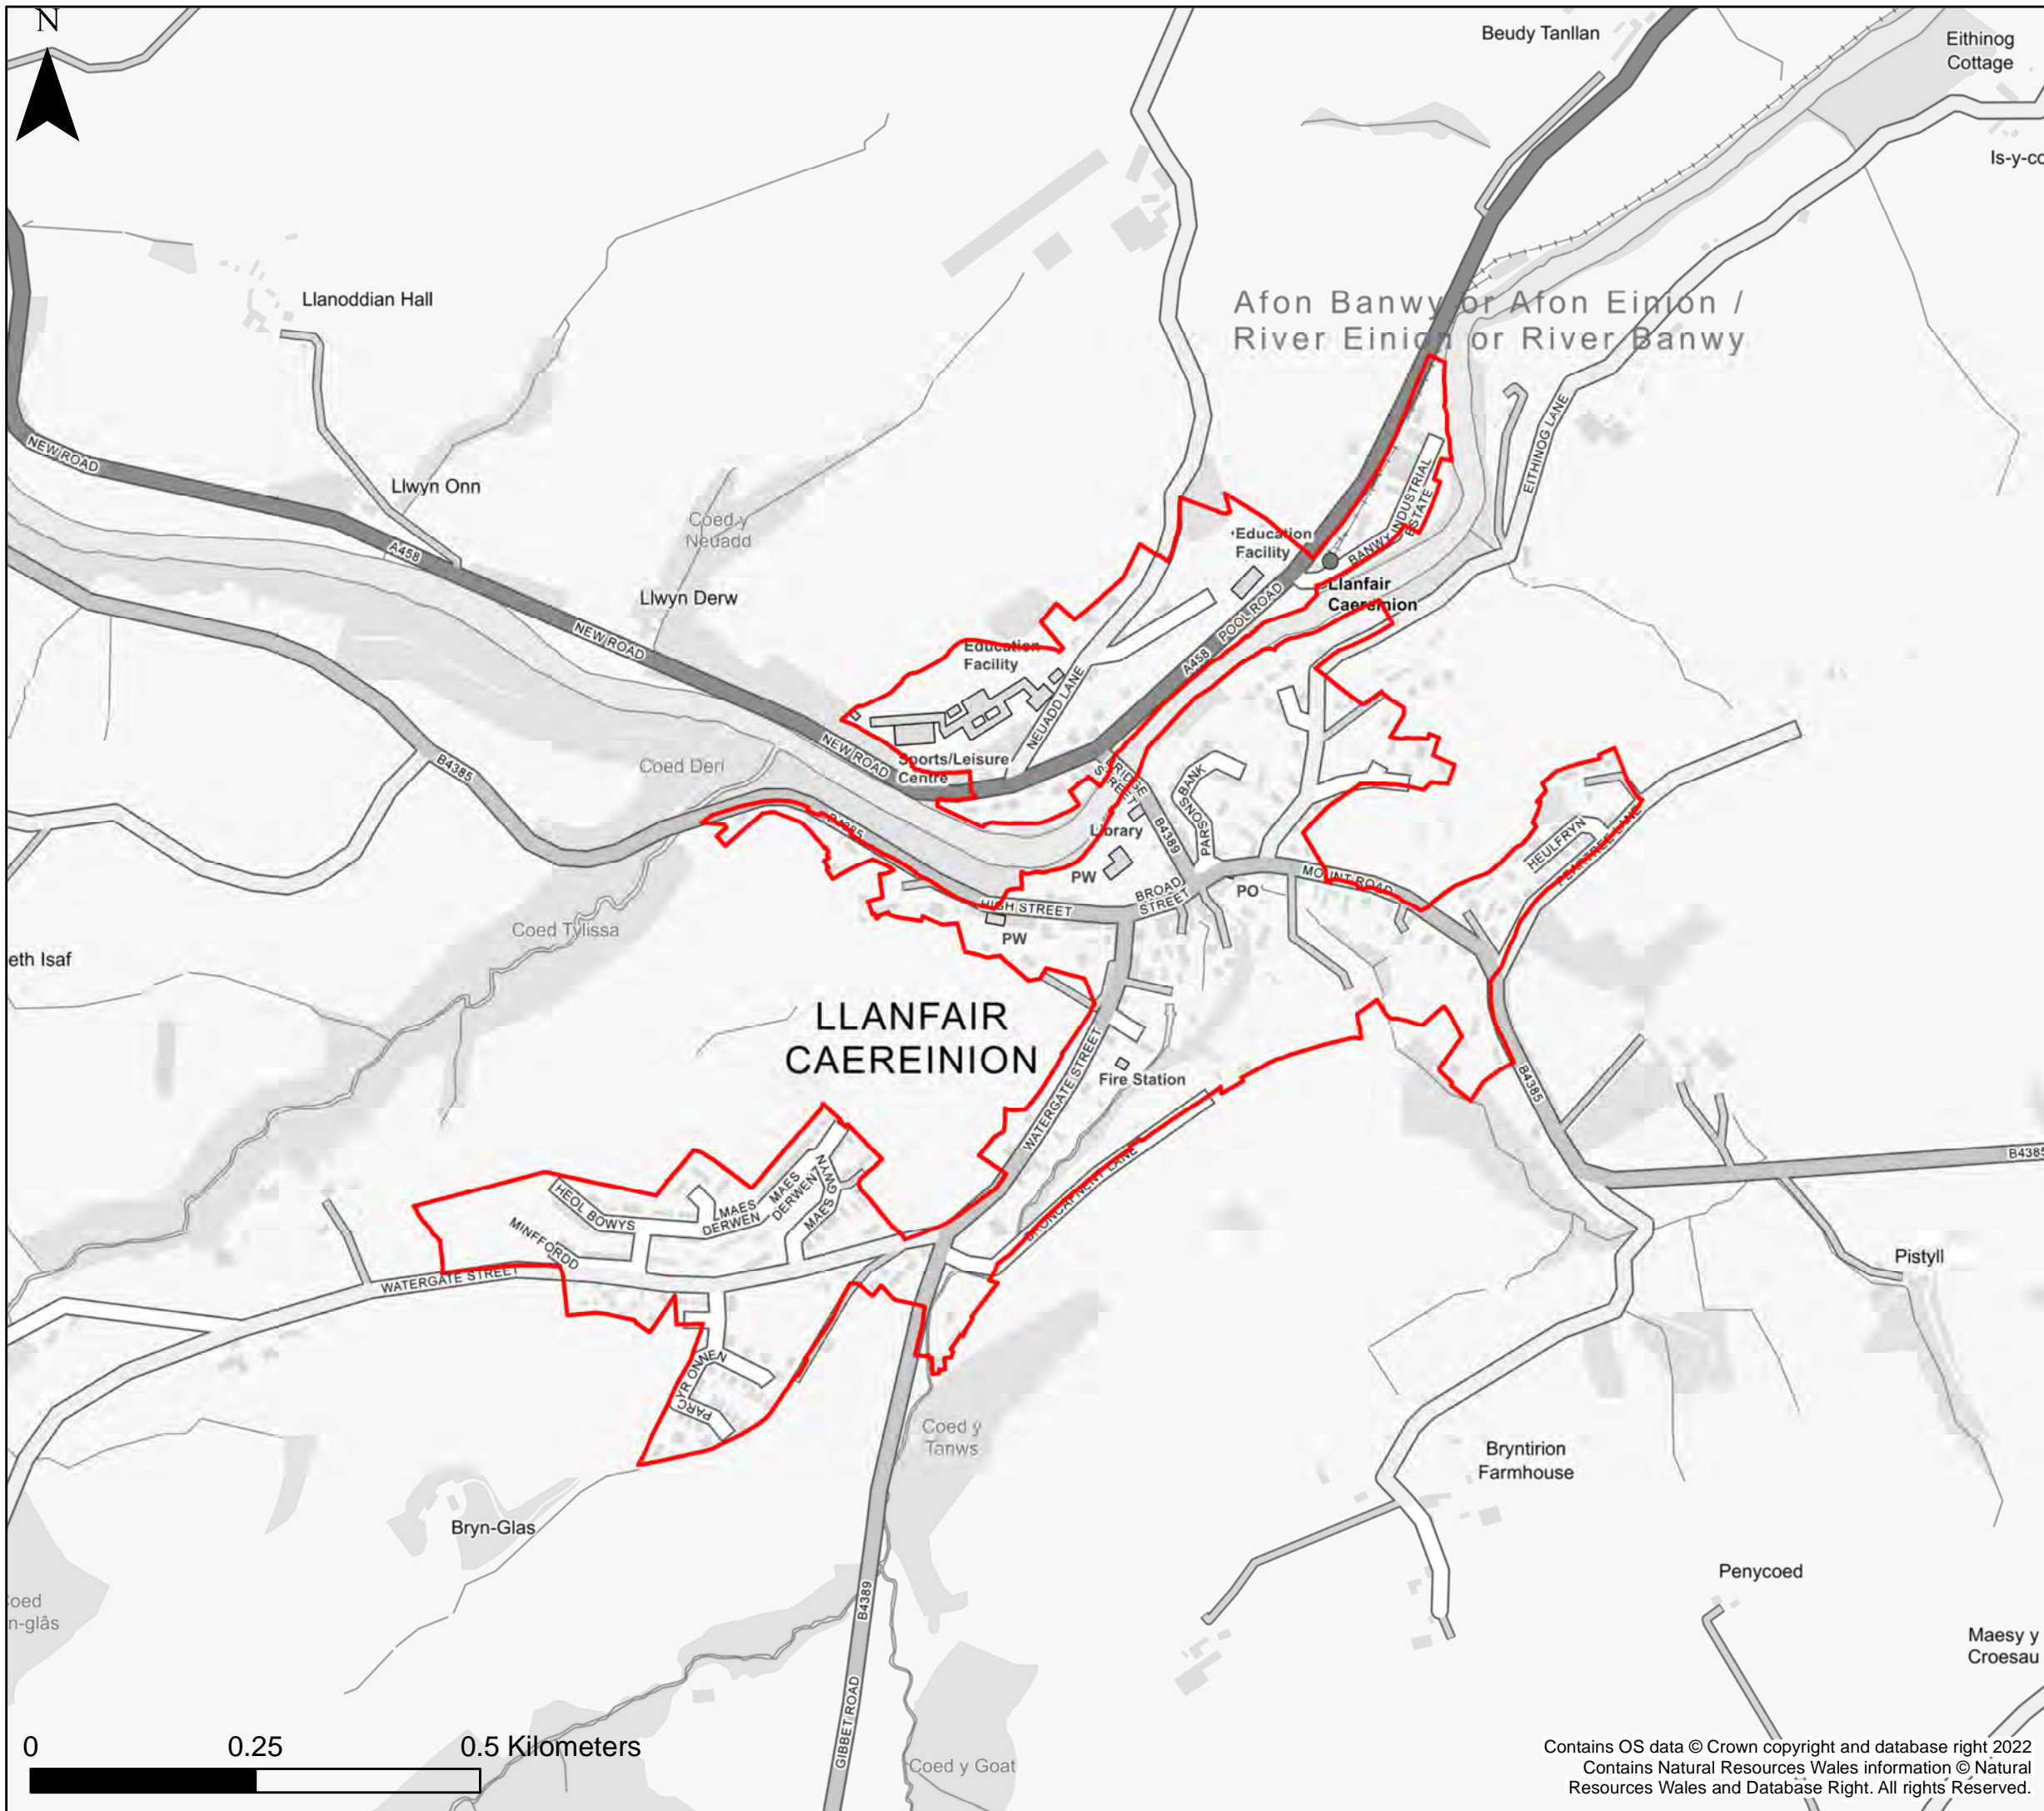 N
Beudy Tanllan
Eithinog
Cottage
Llanoddian Hall
Afon Banwy or Afon Einion /
River Einion or River Banwy
NEW ROAD
Llwyn Onn
Coed y
Neuadd
A458
EITHINOG LANE
BANWY INDUSTRIAL
ESTATE
Education
Facility
Llanfair
Caereinion
Llwyn Derw
NEW ROAD
POOL ROAD
A458
Education
Facility
NEUADD LANE
NEW ROAD
Sports/Leisure
Centre
Coed Deri
B4385
B4385
BRIDGE
STREET
PARSONS BANK
B4389
Library
HEULFRYN
PEARTREE LANE
PW
BROAD
STREET
PO
MOUNT ROAD
HIGH STREET
PW
Coed Tylissa
eth Isaf
LLANFAIR
CAEREINION
WATERGATE STREET
Fire Station
B4385
B4385
HEOL BOWYS
MAES
DERWEN
MAES
DERWEN
MAES GWYN
MINFFORDD
WATERGATE STREET
Pistyll
PARC YR ONNEN
Coed y
Tanws
Bryntirion
Farmhouse
Bryn-Glas
Penycoed
B4389
oed
n-glâs
Maesy y
Croesau
GIBBET ROAD
Coed y Goat
0 0.25 0.5 Kilometers
Contains OS data © Crown copyright and database right 2022
Contains Natural Resources Wales information © Natural
Resources Wales and Database Right. All rights Reserved.